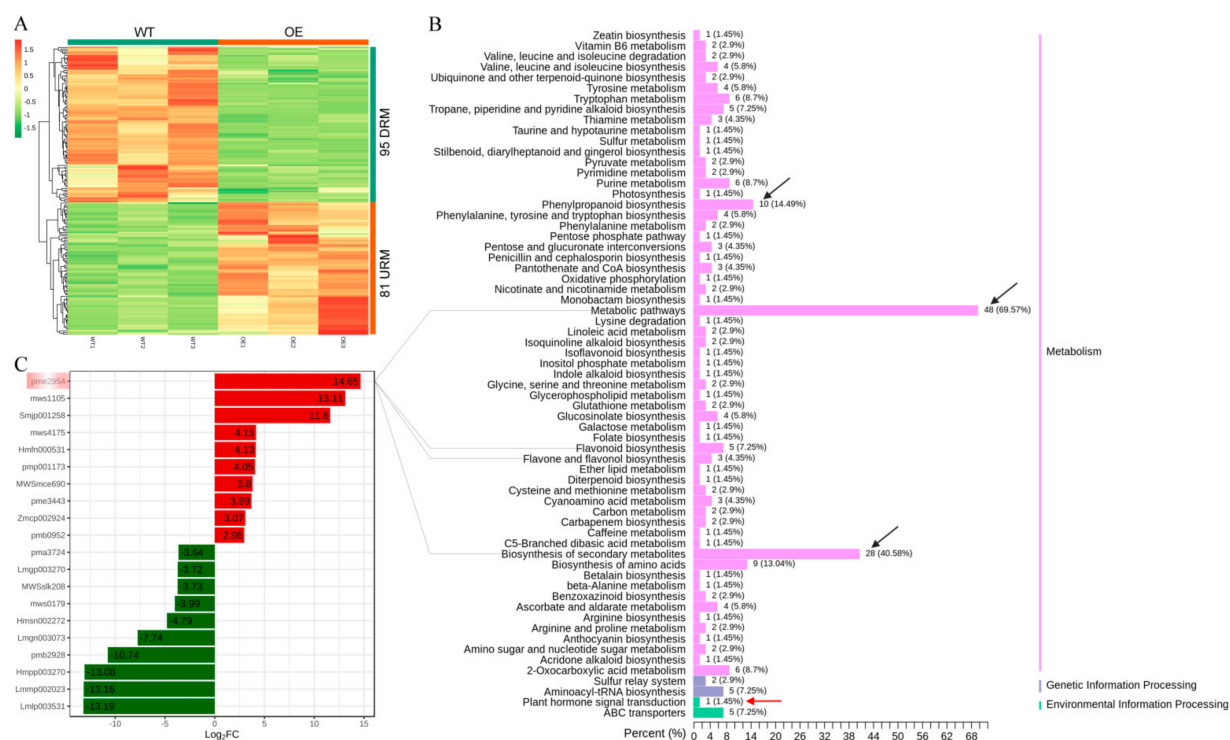 A
WT
OE
1.5
1
0.5
0
-0.5
-1
-1.5
95 DRM
81 URM
WT1
WT2
WT3
OE1
OE2
OE3
B
Zeatin biosynthesis 1 (1.45%)
Vitamin B6 metabolism 2 (2.9%)
Valine, leucine and isoleucine degradation 2 (2.9%)
Valine, leucine and isoleucine biosynthesis 4 (5.8%)
Ubiquinone and other terpenoid-quinone biosynthesis 2 (2.9%)
Tyrosine metabolism 4 (5.8%)
Tryptophan metabolism 6 (8.7%)
Tropane, piperidine and pyridine alkaloid biosynthesis 5 (7.25%)
Thiamine metabolism 3 (4.35%)
Taurine and hypotaurine metabolism 1 (1.45%)
Sulfur metabolism 1 (1.45%)
Stilbenoid, diarylheptanoid and gingerol biosynthesis 1 (1.45%)
Pyruvate metabolism 2 (2.9%)
Pyrimidine metabolism 2 (2.9%)
Purine metabolism 6 (8.7%)
Photosynthesis 1 (1.45%)
Phenylpropanoid biosynthesis 10 (14.49%)
Phenylalanine, tyrosine and tryptophan biosynthesis 4 (5.8%)
Phenylalanine metabolism 2 (2.9%)
Pentose phosphate pathway 1 (1.45%)
Pentose and glucuronate interconversions 3 (4.35%)
Penicillin and cephalosporin biosynthesis 1 (1.45%)
Pantothenate and CoA biosynthesis 3 (4.35%)
Oxidative phosphorylation 1 (1.45%)
Nicotinate and nicotinamide metabolism 2 (2.9%)
Monobactam biosynthesis 1 (1.45%)
Metabolic pathways 48 (69.57%)
Lysine degradation 1 (1.45%)
Linoleic acid metabolism 2 (2.9%)
Isoquinoline alkaloid biosynthesis 2 (2.9%)
Isoflavonoid biosynthesis 1 (1.45%)
Inositol phosphate metabolism 1 (1.45%)
Indole alkaloid biosynthesis 1 (1.45%)
Glycine, serine and threonine metabolism 2 (2.9%)
Glycerophospholipid metabolism 1 (1.45%)
Glutathione metabolism 2 (2.9%)
Glucosinolate biosynthesis 4 (5.8%)
Galactose metabolism 1 (1.45%)
Folate biosynthesis 1 (1.45%)
Flavonoid biosynthesis 5 (7.25%)
Flavone and flavonol biosynthesis 3 (4.35%)
Ether lipid metabolism 1 (1.45%)
Diterpenoid biosynthesis 1 (1.45%)
Cysteine and methionine metabolism 2 (2.9%)
Cyanoamino acid metabolism 3 (4.35%)
Carbon metabolism 2 (2.9%)
Carbapenem biosynthesis 2 (2.9%)
Caffeine metabolism 1 (1.45%)
C5-Branched dibasic acid metabolism 1 (1.45%)
Biosynthesis of secondary metabolites 28 (40.58%)
Biosynthesis of amino acids 9 (13.04%)
Betalain biosynthesis 1 (1.45%)
beta-Alanine metabolism 1 (1.45%)
Benzoxazinoid biosynthesis 2 (2.9%)
Ascorbate and aldarate metabolism 4 (5.8%)
Arginine biosynthesis 1 (1.45%)
Arginine and proline metabolism 2 (2.9%)
Anthocyanin biosynthesis 1 (1.45%)
Amino sugar and nucleotide sugar metabolism 2 (2.9%)
Acridone alkaloid biosynthesis 1 (1.45%)
2-Oxocarboxylic acid metabolism 6 (8.7%)
Sulfur relay system 2 (2.9%)
Aminoacyl-tRNA biosynthesis 5 (7.25%)
Plant hormone signal transduction 1 (1.45%)
ABC transporters 5 (7.25%)
Percent (%)
0 4 8 14 20 26 32 38 44 50 56 62 68
Metabolism
Genetic Information Processing
Environmental Information Processing
C
pme2954 14.65
mws1105 13.11
Smjp001258 11.6
mws4175 4.15
Hmfn000531 4.13
pmp001173 4.05
MWSmce690 3.8
pme3443 3.69
Zmcp002924 3.07
pmb0952 2.98
pma3724 -3.64
Lmgp003270 -3.72
MWSslk208 -3.73
mws0179 -3.99
Hmsn002272 -4.79
Lmgn003073 -7.74
pmb2928 -10.74
Hmpp003270 -13.08
Lmmp002023 -13.16
Lmlp003531 -13.19
-10 -5 0 5 10 15
Log2FC